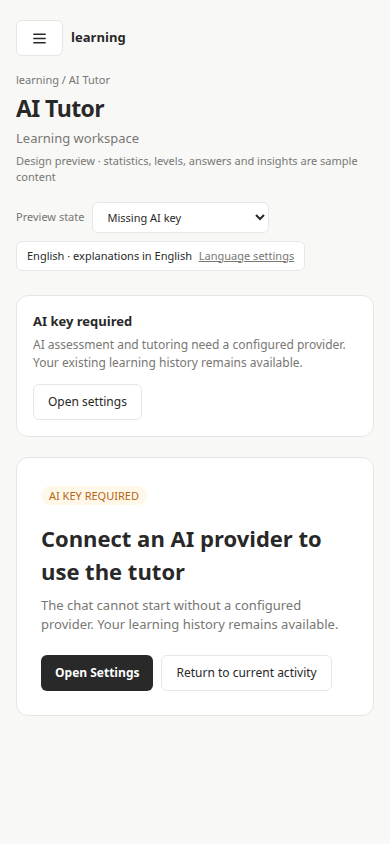 learning
learning / AI Tutor
AI Tutor
Learning workspace
Design preview · statistics, levels, answers and insights are sample
content
Preview state
Missing AI key
English · explanations in English Language settings
AI key required
AI assessment and tutoring need a configured provider.
Your existing learning history remains available.
Open settings
AI KEY REQUIRED
Connect an AI provider to
use the tutor
The chat cannot start without a configured
provider. Your learning history remains available.
Open Settings
Return to current activity